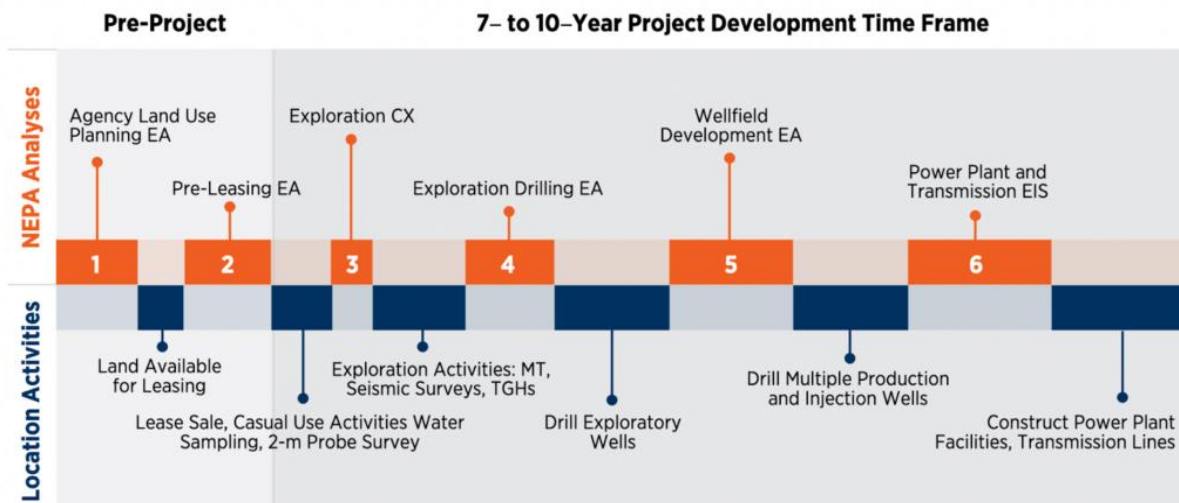 Pre-Project
7– to 10–Year Project Development Time Frame
NEPA Analyses
Agency Land Use
Planning EA
Pre-Leasing EA
Exploration CX
Exploration Drilling EA
Wellfield
Development EA
Power Plant and
Transmission EIS
1
2
3
4
5
6
Location Activities
Land Available
for Leasing
Lease Sale, Casual Use Activities Water
Sampling, 2-m Probe Survey
Exploration Activities: MT,
Seismic Surveys, TGHs
Drill Exploratory
Wells
Drill Multiple Production
and Injection Wells
Construct Power Plant
Facilities, Transmission Lines